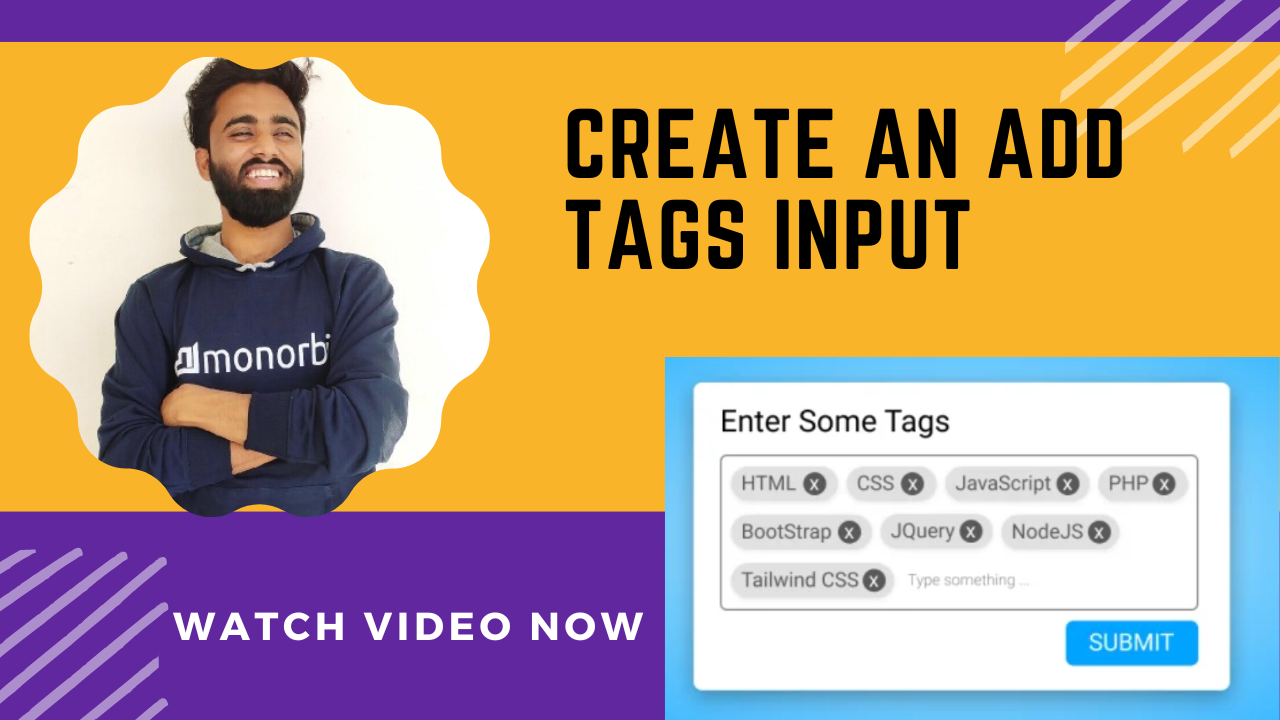 CREATE AN ADD
TAGS INPUT
monorbi
Enter Some Tags
HTML x CSS x JavaScript x PHP x
BootStrap x JQuery x NodeJS x
Tailwind CSS x Type something ...
SUBMIT
WATCH VIDEO NOW